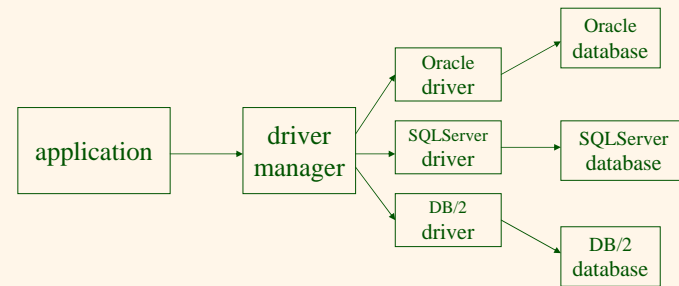 application
driver
manager
Oracle
driver
SQLServer
driver
DB/2
driver
Oracle
database
SQLServer
database
DB/2
database